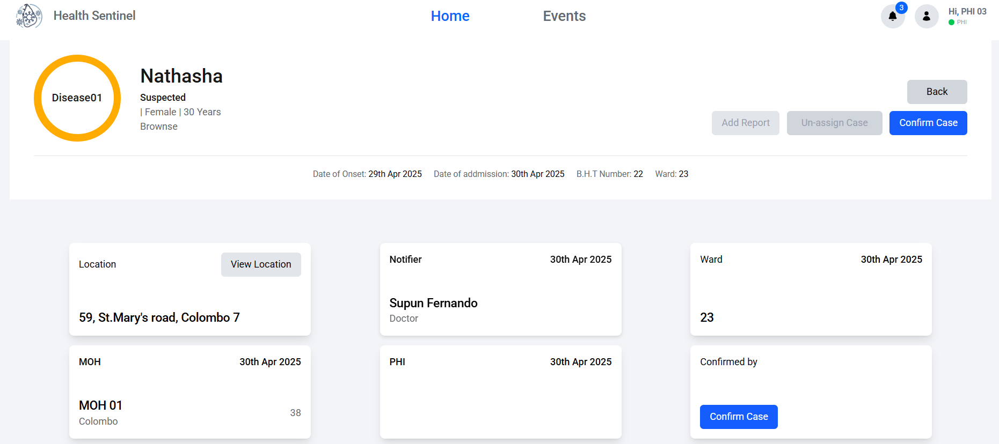 Health Sentinel
Home
Events
3
Hi, PHI 03
PHI
Disease01
Nathasha
Suspected
| Female | 30 Years
Brownse
Back
Add Report
Un-assign Case
Confirm Case
Date of Onset: 29th Apr 2025
Date of addmission: 30th Apr 2025
B.H.T Number: 22
Ward: 23
Location
View Location
59, St.Mary's road, Colombo 7
Notifier
30th Apr 2025
Supun Fernando
Doctor
Ward
30th Apr 2025
23
MOH
30th Apr 2025
MOH 01
Colombo
38
PHI
30th Apr 2025
Confirmed by
Confirm Case